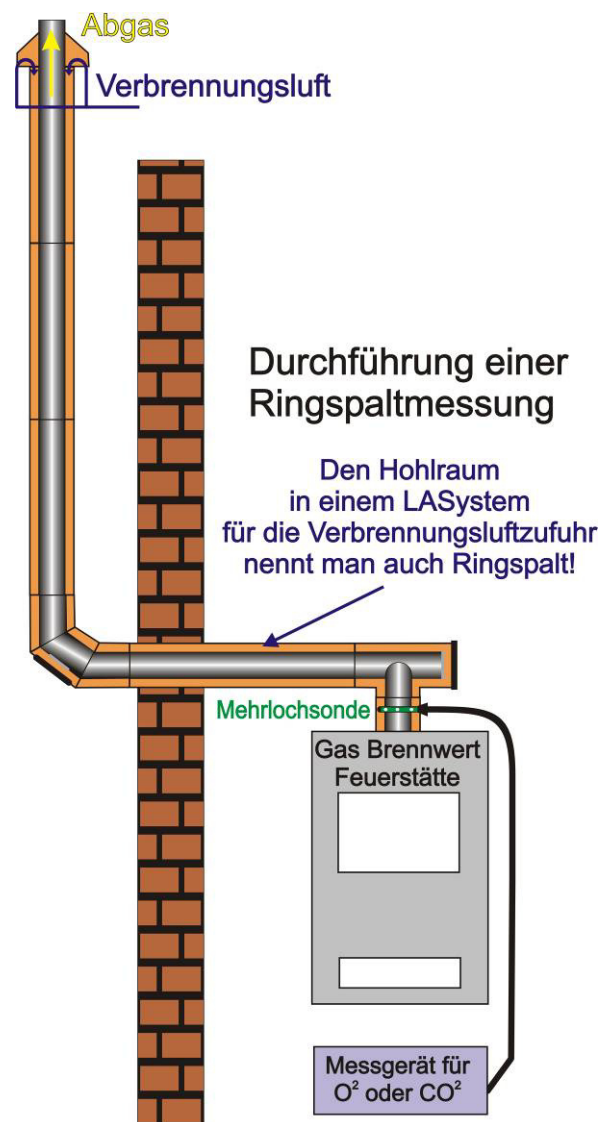 Abgas
Verbrennungsluft
Durchführung einer
Ringspaltmessung
Den Hohlraum
in einem LASystem
für die Verbrennungsluftzufuhr
nennt man auch Ringspalt!
Mehrlochsonde
Gas Brennwert
Feuerstätte
Messgerät für
O² oder CO²